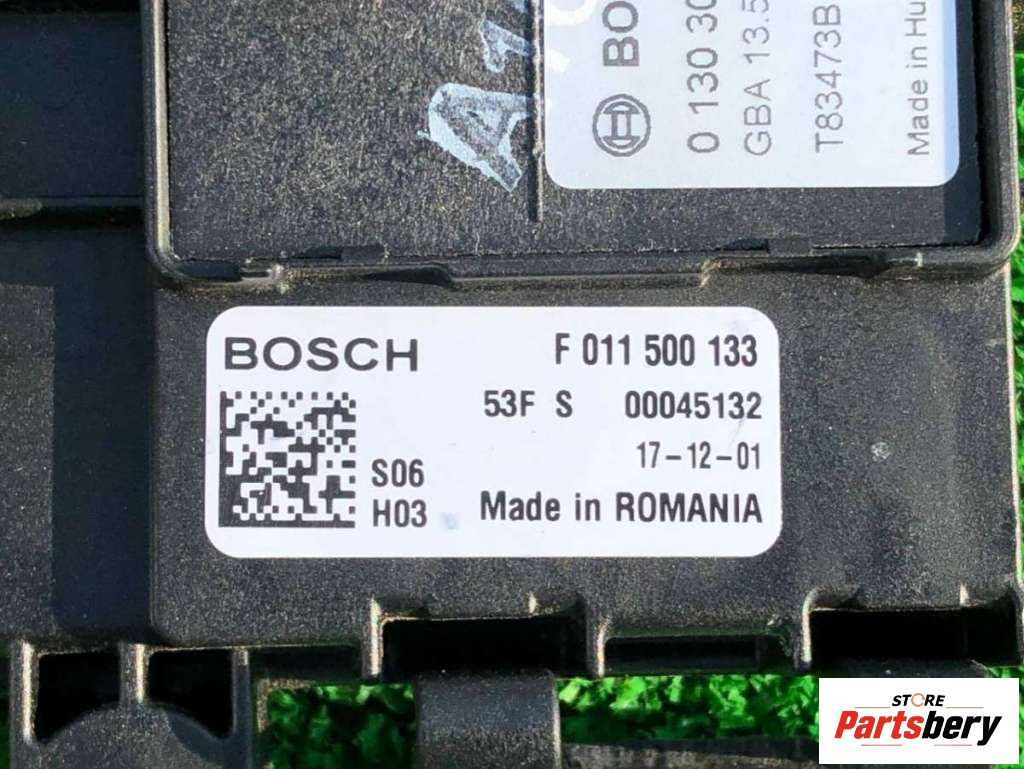 BOSCH
0 130 30
GBA 13.5
T83473B
Made in Hu
BOSCH F 011 500 133
53F S 00045132
17-12-01
S06
H03 Made in ROMANIA
STORE
Partsbery